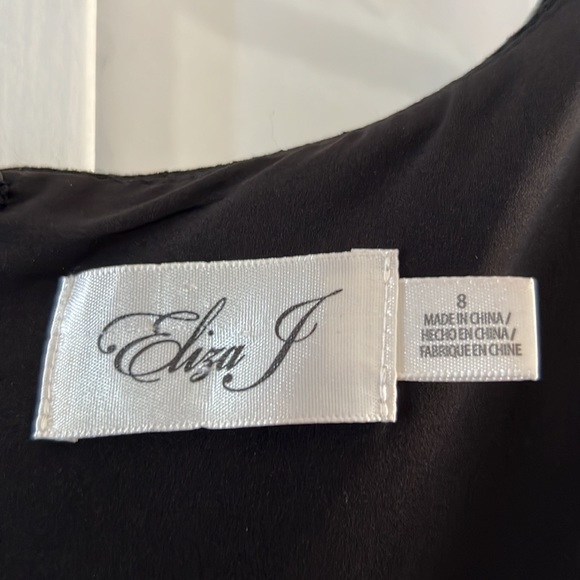 Eliza J
8
MADE IN CHINA/
HECHO EN CHINA/
FABRIQUE EN CHINE